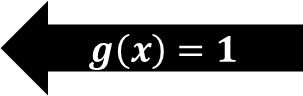 g(x) = 1